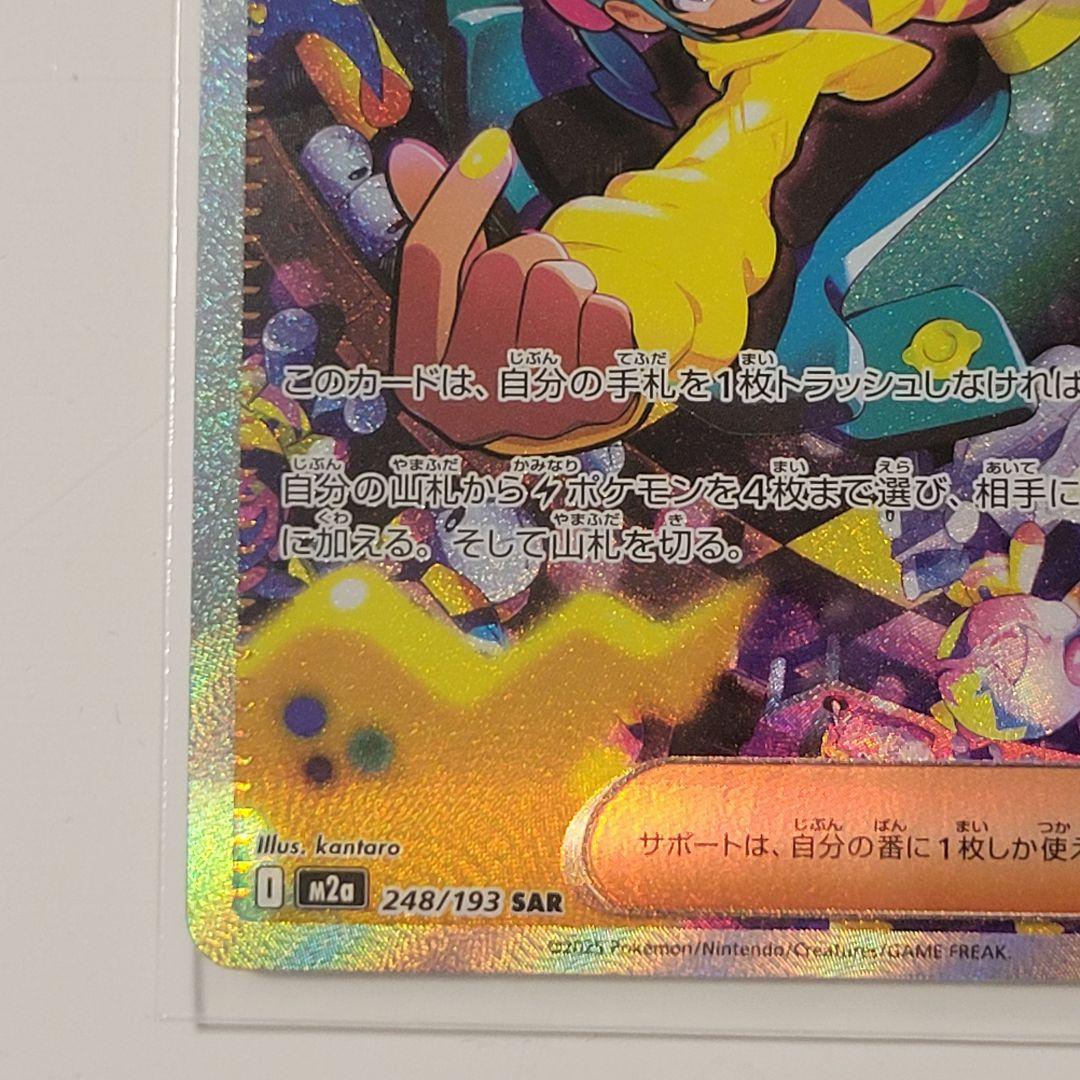 このカードは、自分の手札を1枚トラッシュしなければ
自分の山札からポケモンを4枚まで選び、相手に
に加える。そして山札を切る。
サポートは、自分の番に1枚しか使え
Illus. kantaro
I m2a 248/193 SAR
©2025 Pokémon/Nintendo/Creatures/GAME FREAK.